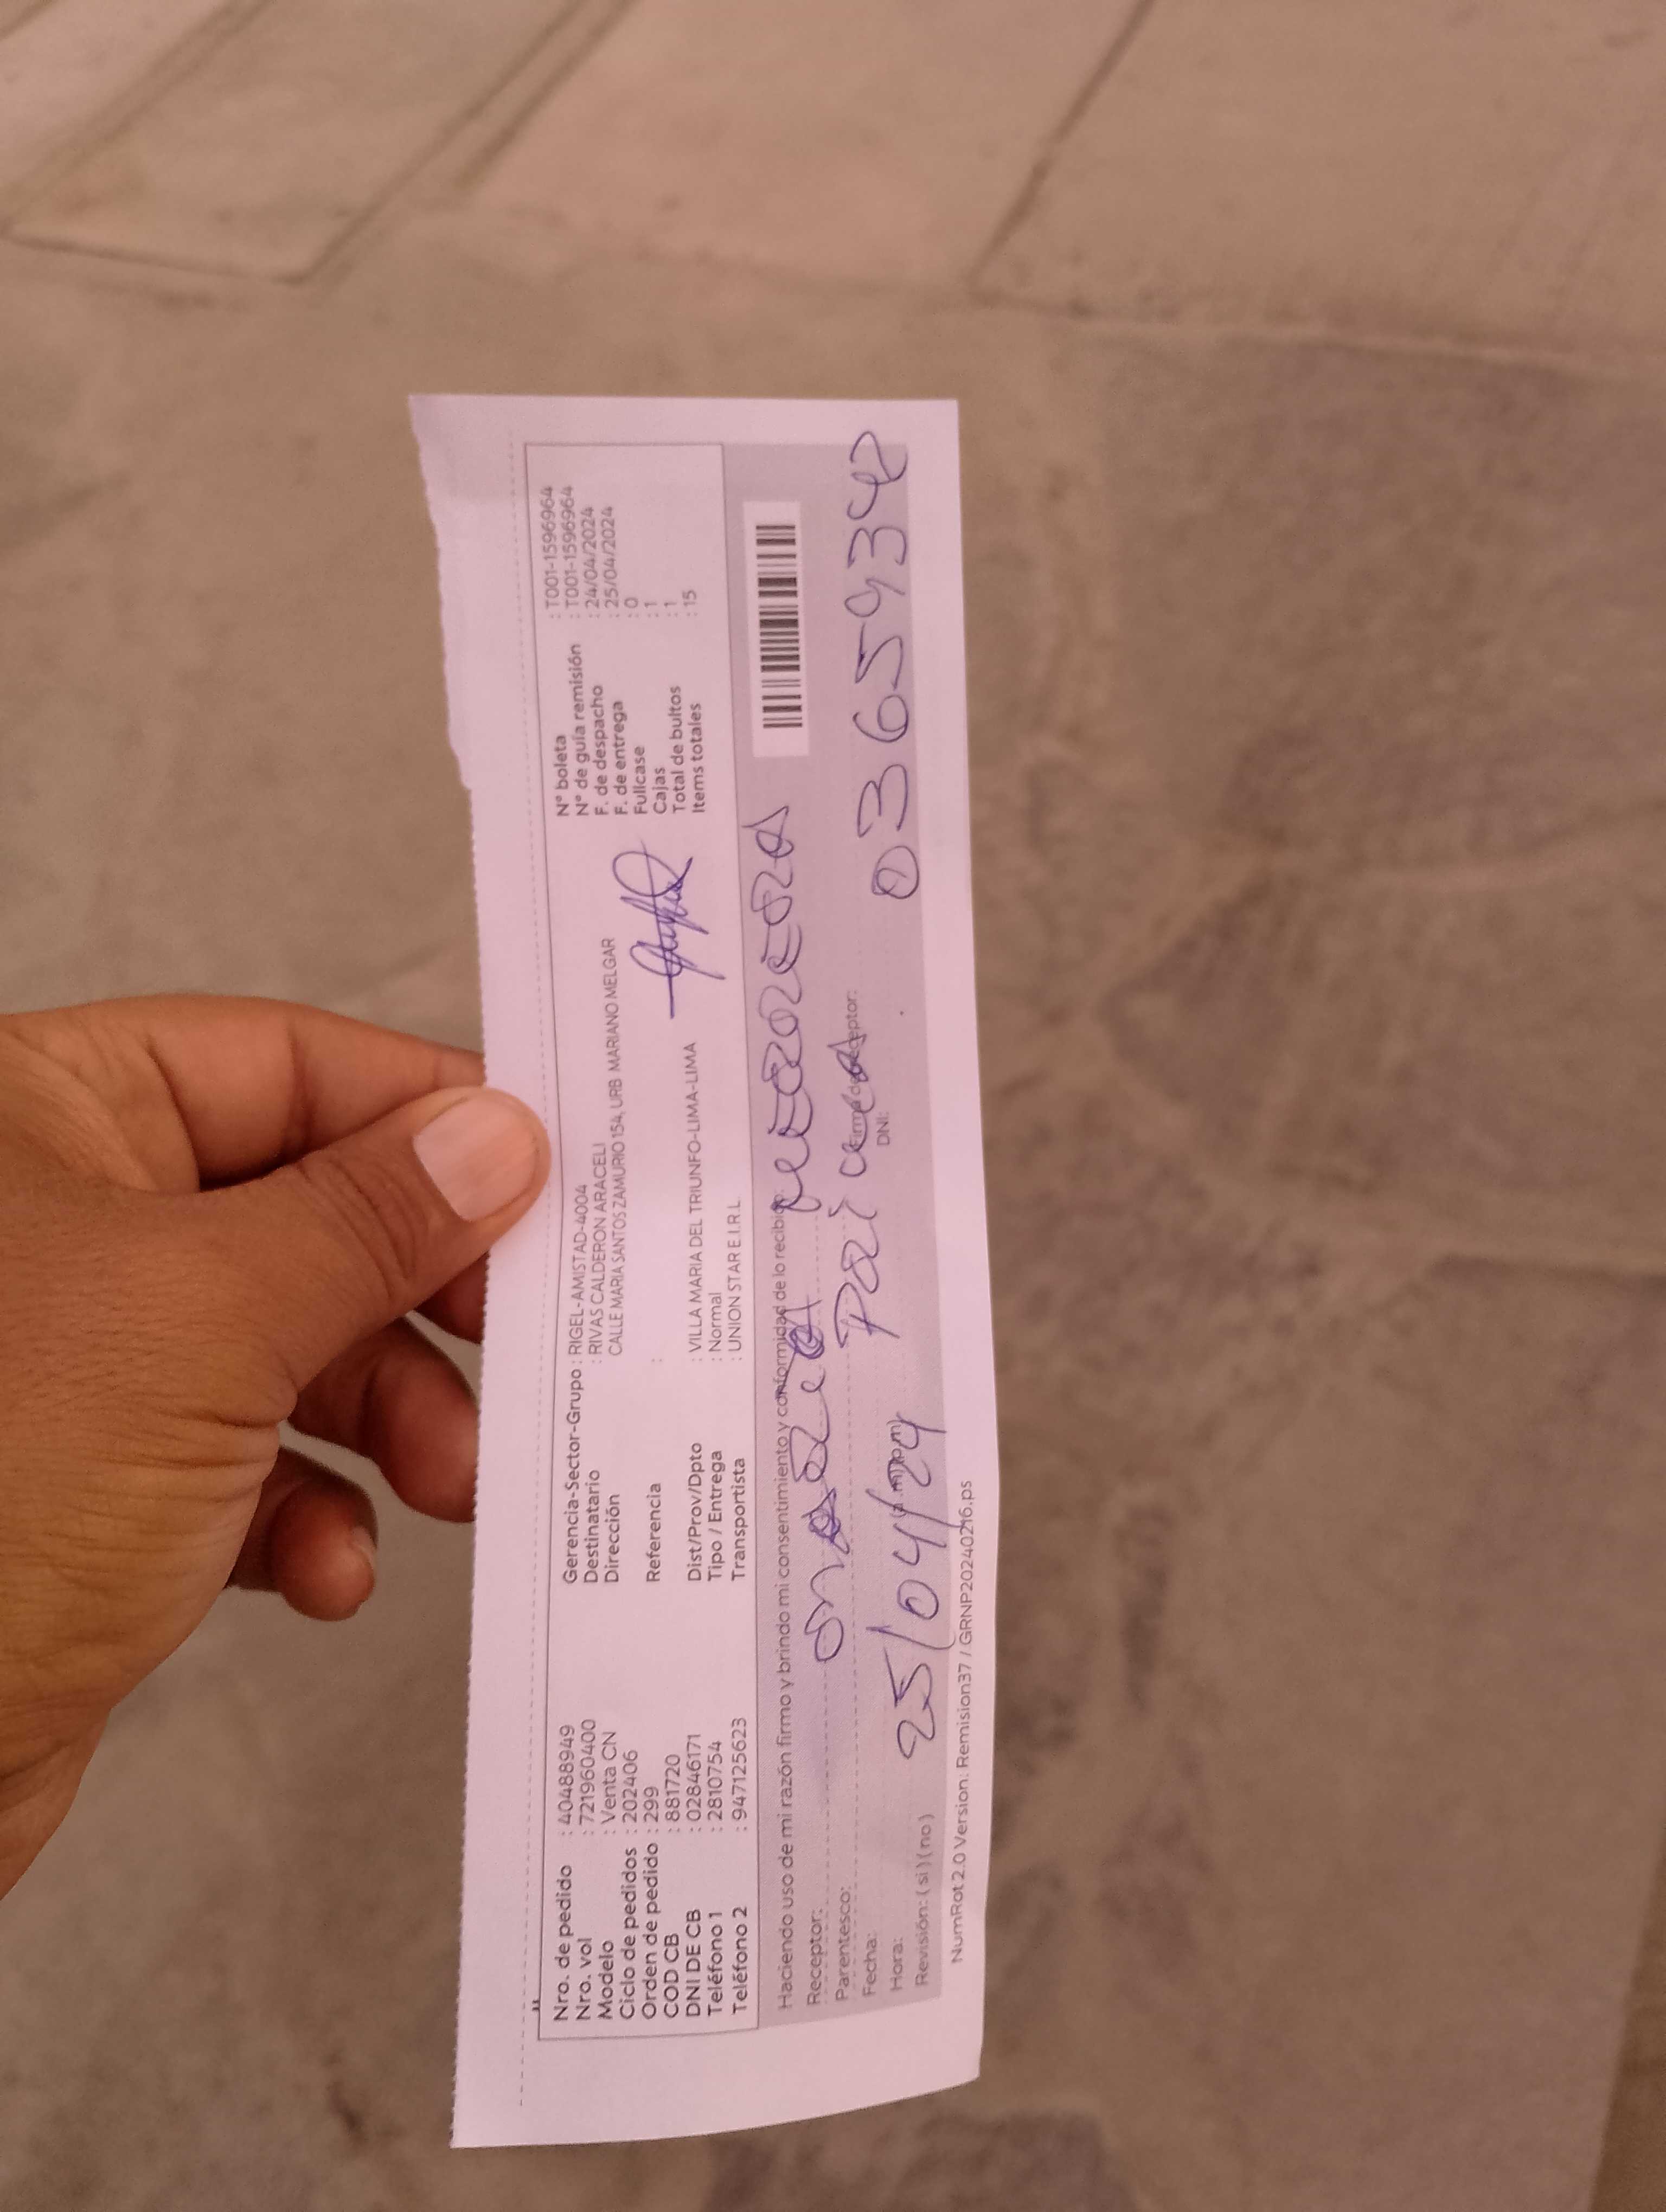 Nro. de pedido : 40488949
Nro. vol : 721960400
Modelo : Venta CN
Ciclo de pedidos : 202406
Orden de pedido : 299
COD CB : 881720
DNI DE CB : 02846171
Teléfono 1 : 2810754
Teléfono 2 : 947125623
Gerencia-Sector-Grupo : RIGEL-AMISTAD-4004
Destinatario : RIVAS CALDERON ARACELI
Dirección CALLE MARIA SANTOS ZAMURIO 154, URB MARIANO MELGAR
Referencia :
Dist/Prov/Dpto : VILLA MARIA DEL TRIUNFO-LIMA-LIMA
Tipo / Entrega : Normal
Transportista : UNION STAR E.I.R.L
N° boleta : T001-1596964
N° de guía remisión : T001-1596964
F. de despacho : 24/04/2024
F. de entrega : 25/04/2024
Fullcase : 0
Cajas : 1
Total de bultos : 1
Items totales : 15
Haciendo uso de mi razón firmo y brindo mi consentimiento y conformidad de lo recibido:
Receptor:
Parentesco:
Fecha: 25/04/24
Hora: (a.m)(p.m)
Revisión: (si) (no)
Firma de receptor:
DNI: 03659342
NumRot 2.0 Version: Remision37 / GRNP20240216.ps